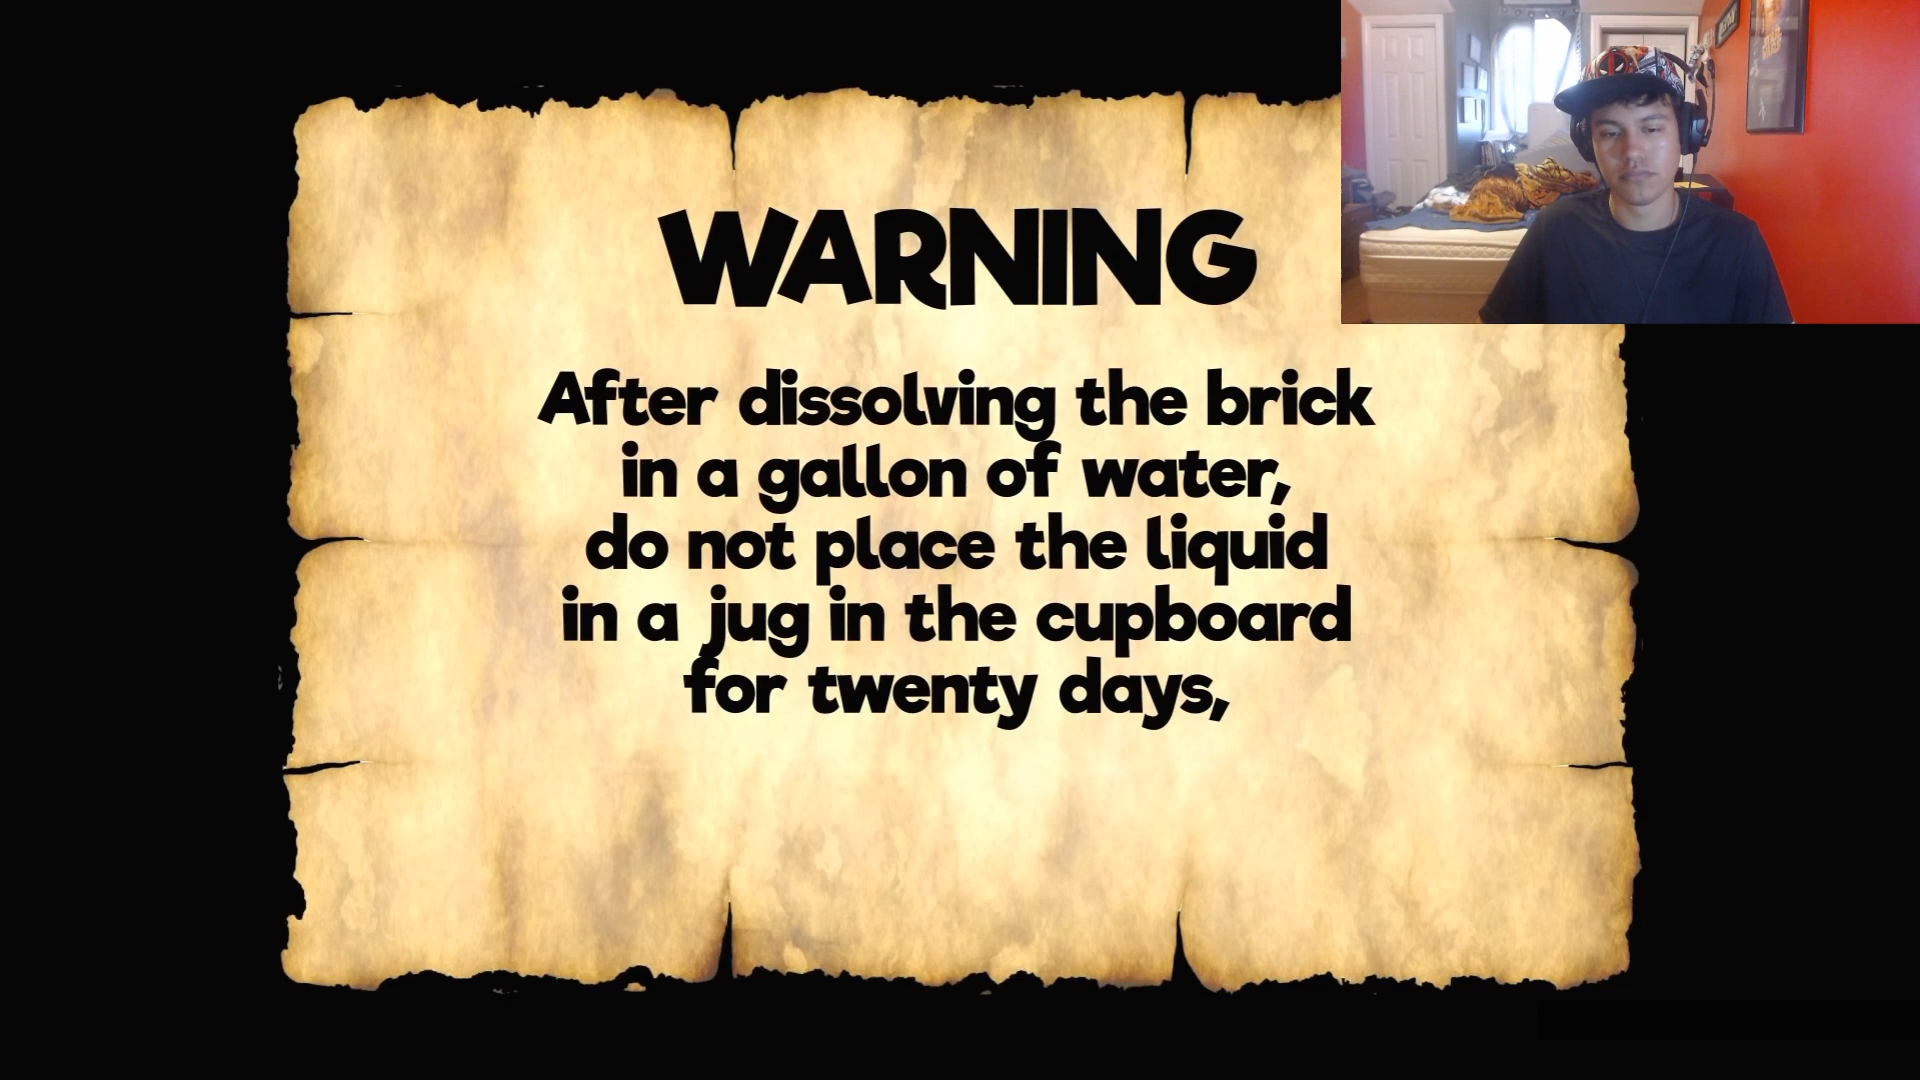 WARNING
After dissolving the brick
in a gallon of water,
do not place the liquid
in a jug in the cupboard
for twenty days,